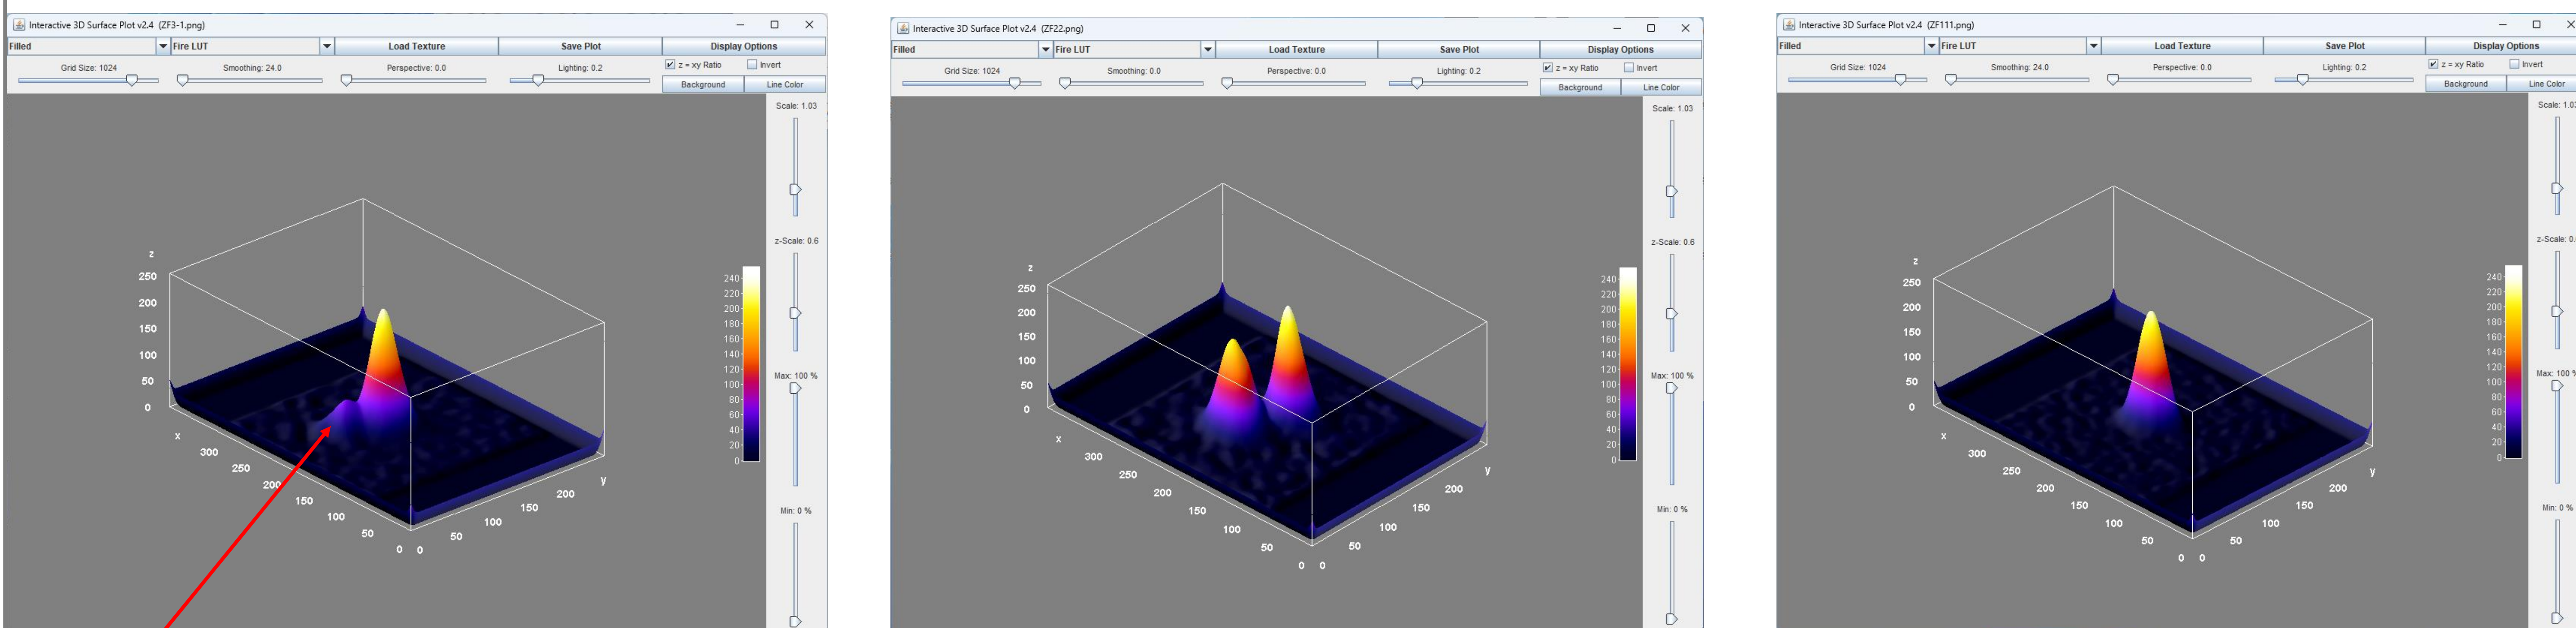 Interactive 3D Surface Plot v2.4 (ZF3-1.png)
Filled Fire LUT Load Texture Save Plot Display Options
Grid Size: 1024 Smoothing: 24.0 Perspective: 0.0 Lighting: 0.2 z = xy Ratio Invert
Background Line Color
Scale: 1.03
z-Scale: 0.6
Max: 100 %
Min: 0 %
z
250
200
150
100
50
0
x
300
250
200
150
100
50
0
0
50
100
150
200
y
240
220
200
180
160
140
120
100
80
60
40
20
0
Interactive 3D Surface Plot v2.4 (ZF22.png)
Filled Fire LUT Load Texture Save Plot Display Options
Grid Size: 1024 Smoothing: 0.0 Perspective: 0.0 Lighting: 0.2 z = xy Ratio Invert
Background Line Color
Scale: 1.03
z-Scale: 0.6
Max: 100 %
Min: 0 %
z
250
200
150
100
50
0
x
300
250
200
150
100
50
0
0
50
100
150
200
y
240
220
200
180
160
140
120
100
80
60
40
20
0
Interactive 3D Surface Plot v2.4 (ZF111.png)
Filled Fire LUT Load Texture Save Plot Display Options
Grid Size: 1024 Smoothing: 24.0 Perspective: 0.0 Lighting: 0.2 z = xy Ratio Invert
Background Line Color
Scale: 1.03
z-Scale: 0.
Max: 100 %
Min: 0 %
z
250
200
150
100
50
0
x
300
250
200
150
100
50
0
0
50
100
150
200
y
240
220
200
180
160
140
120
100
80
60
40
20
0